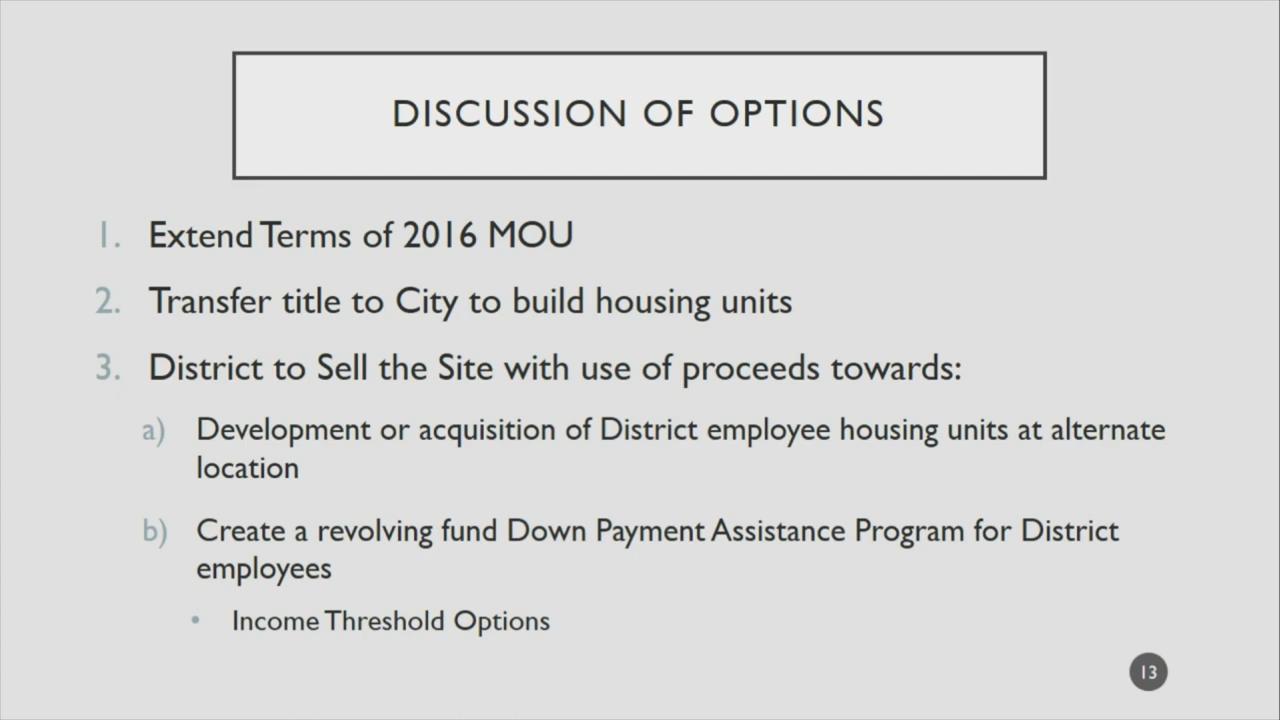 DISCUSSION OF OPTIONS
1. Extend Terms of 2016 MOU
2. Transfer title to City to build housing units
3. District to Sell the Site with use of proceeds towards:
a) Development or acquisition of District employee housing units at alternate
location
b) Create a revolving fund Down Payment Assistance Program for District
employees
• Income Threshold Options
13